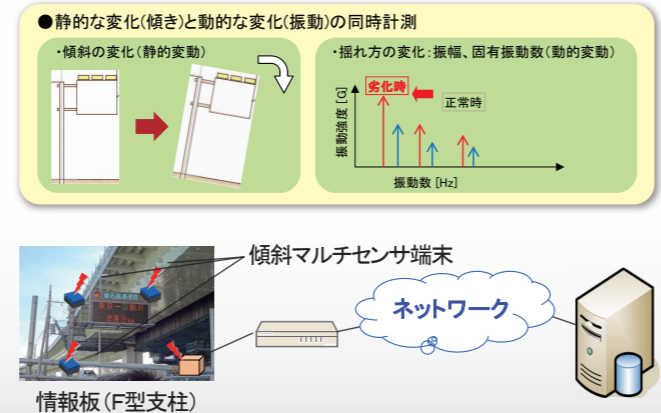 ●静的な変化(傾き)と動的な変化(振動)の同時計測
・傾斜の変化(静的変動)
・揺れ方の変化:振幅、固有振動数(動的変動)
劣化時
正常時
振動強度 [G]
振動数 [Hz]
傾斜マルチセンサ端末
ネットワーク
情報板(F型支柱)